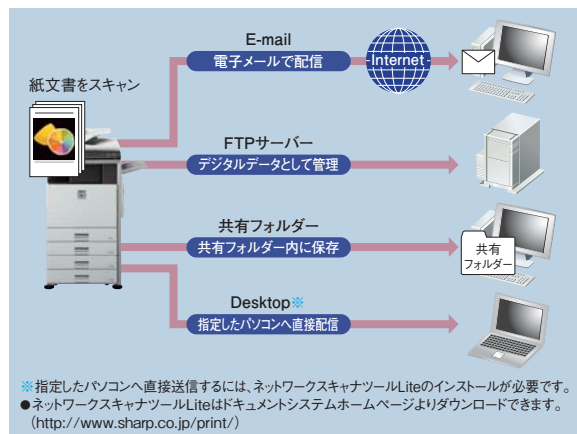 E-mail
電子メールで配信
Internet
紙文書をスキャン
FTPサーバー
デジタルデータとして管理
共有フォルダー
共有フォルダー内に保存
共有
フォルダー
Desktop※
指定したパソコンへ直接配信
※指定したパソコンへ直接送信するには、ネットワークスキャナツールLiteのインストールが必要です。
●ネットワークスキャナツールLiteはドキュメントシステムホームページよりダウンロードできます。
(http://www.sharp.co.jp/print/)